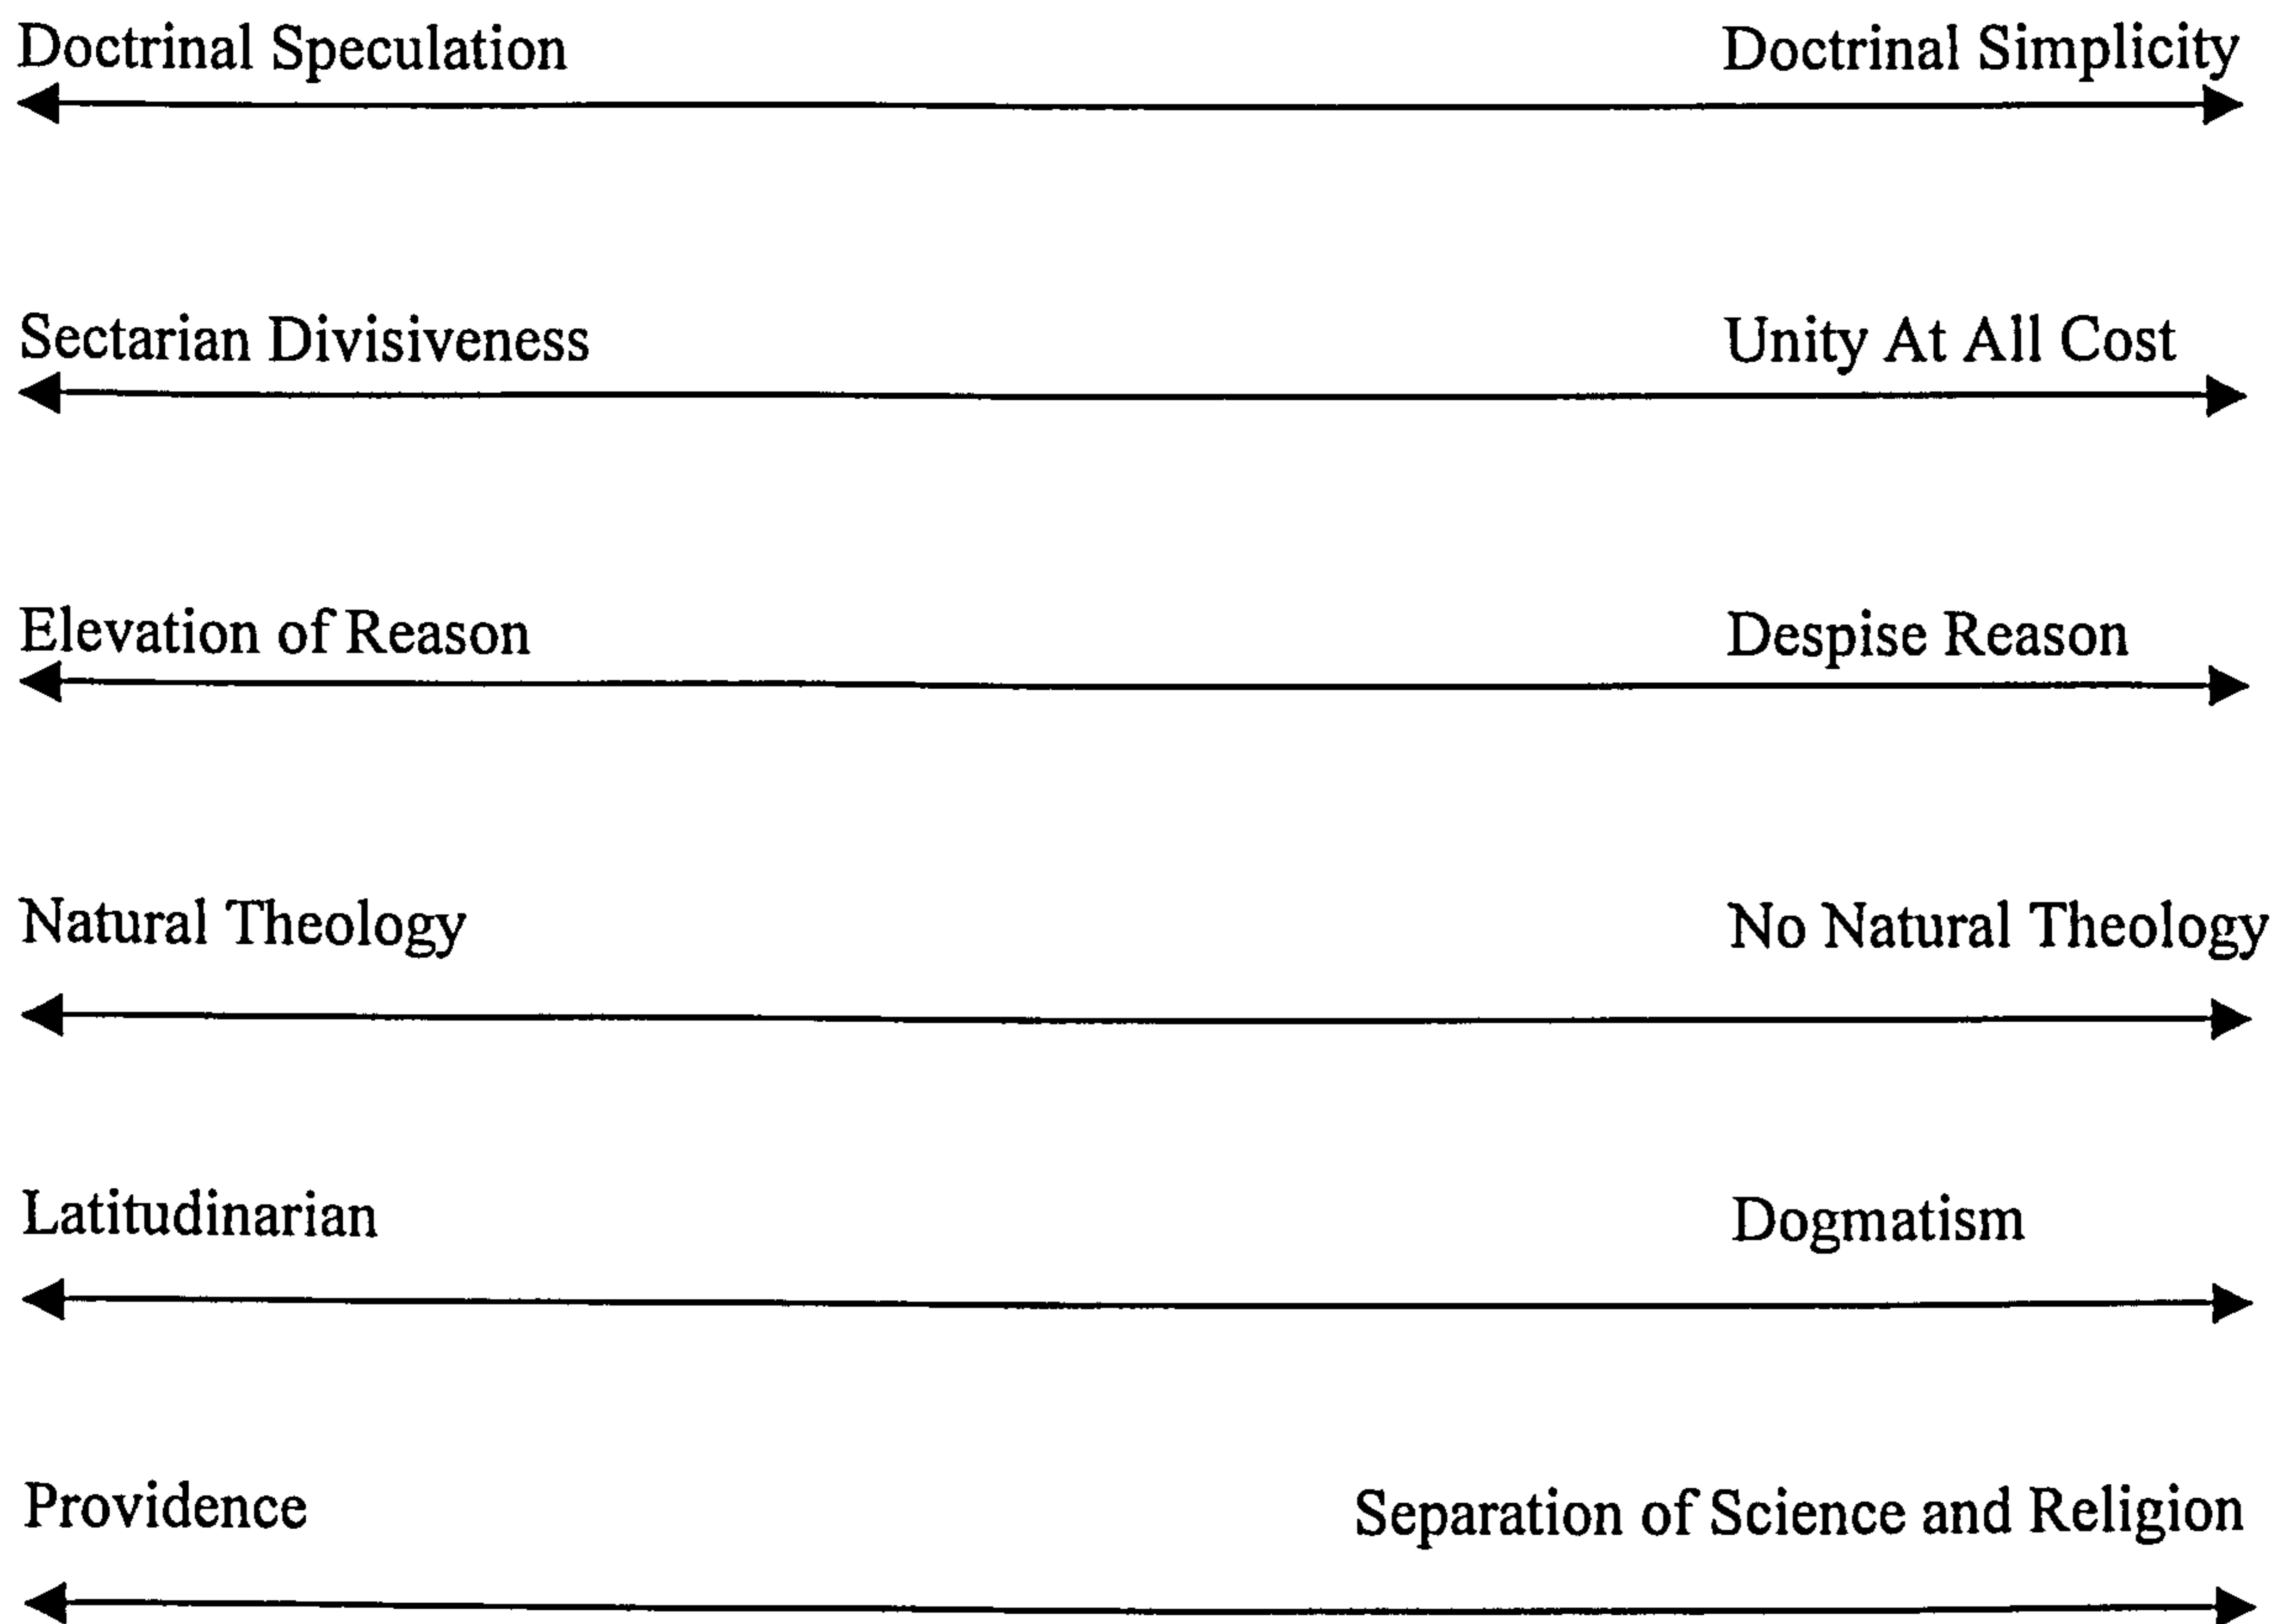 Doctrinal Speculation Doctrinal Simplicity
Sectarian Divisiveness Unity At All Cost
Elevation of Reason Despise Reason
Natural Theology No Natural Theology
Latitudinarian Dogmatism
Providence Separation of Science and Religion